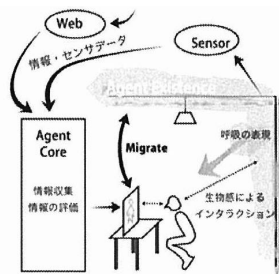 Web
Sensor
情報・センサデータ
Agent Existence
Agent
Core
Migrate
呼吸の表現
情報収集
情報の評価
生物感による
インタラクション